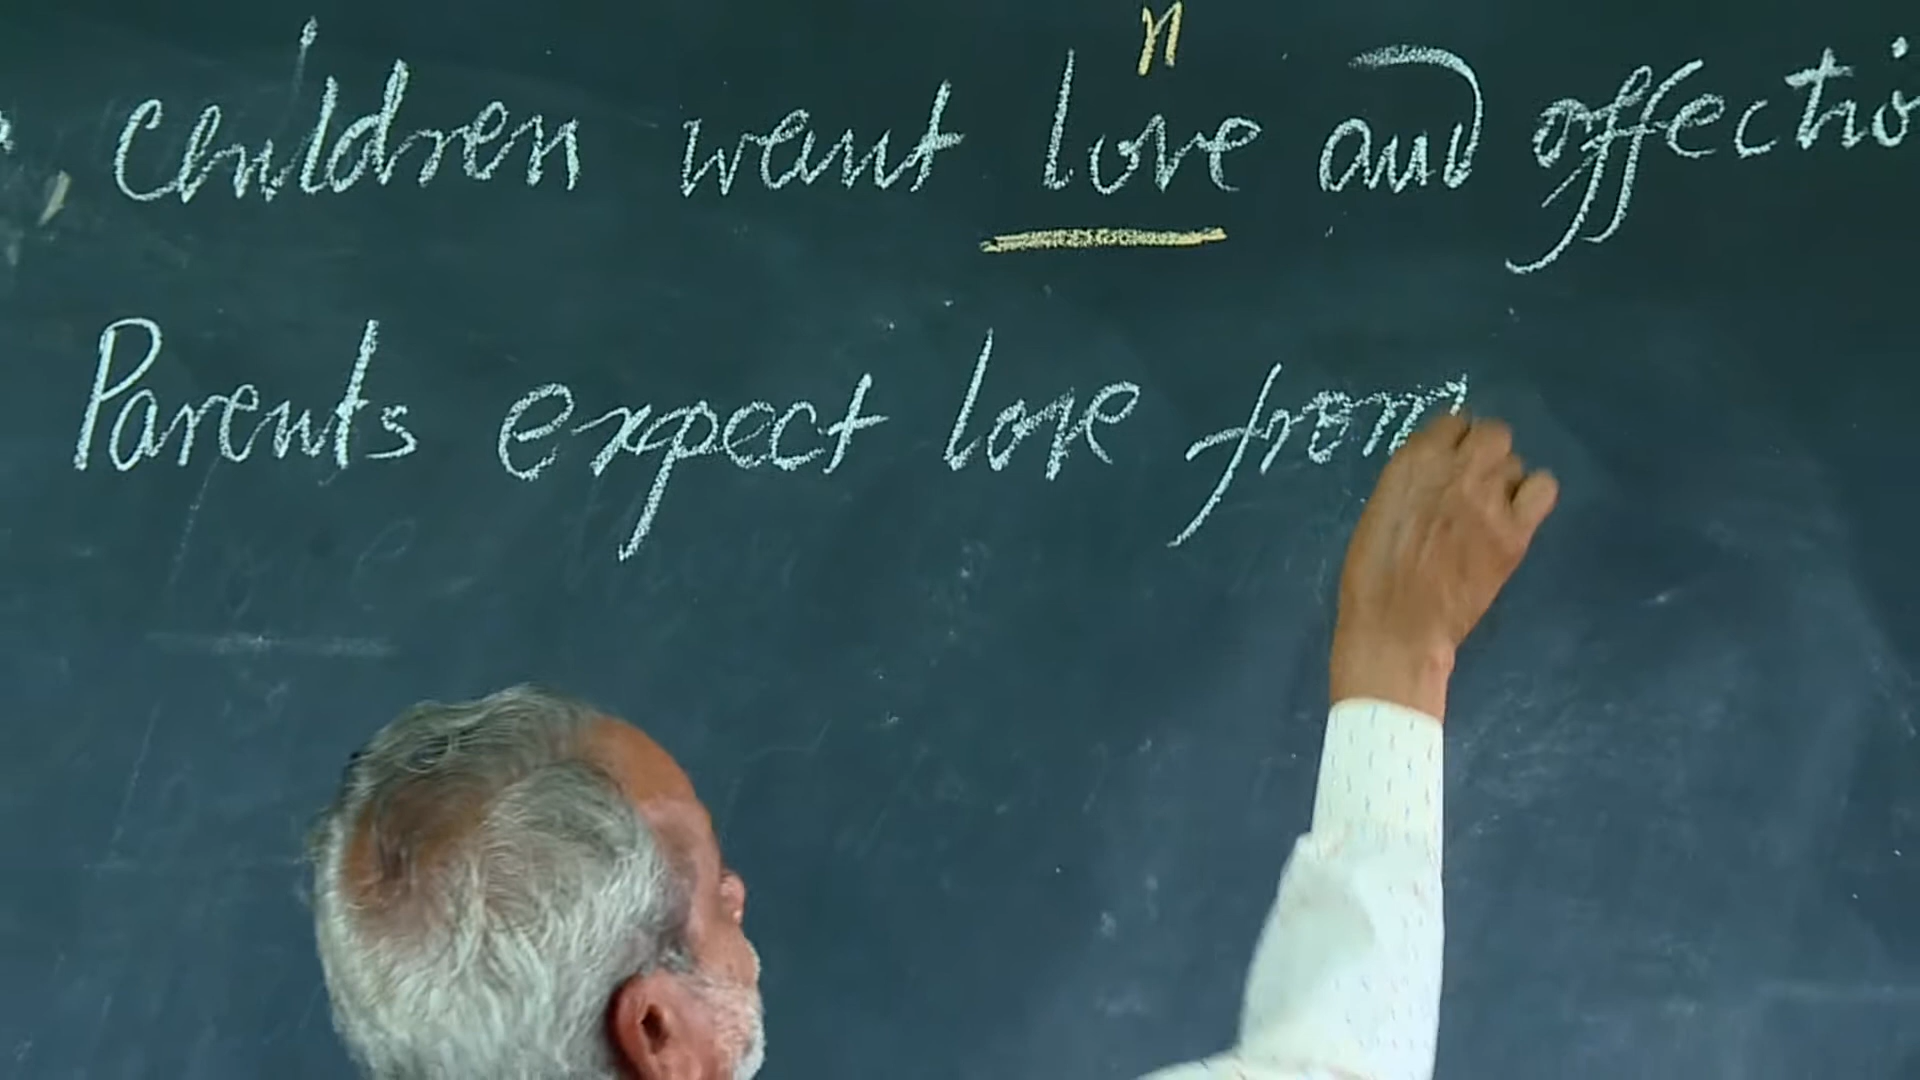 n
Children want love and affectio
Parents expect love from